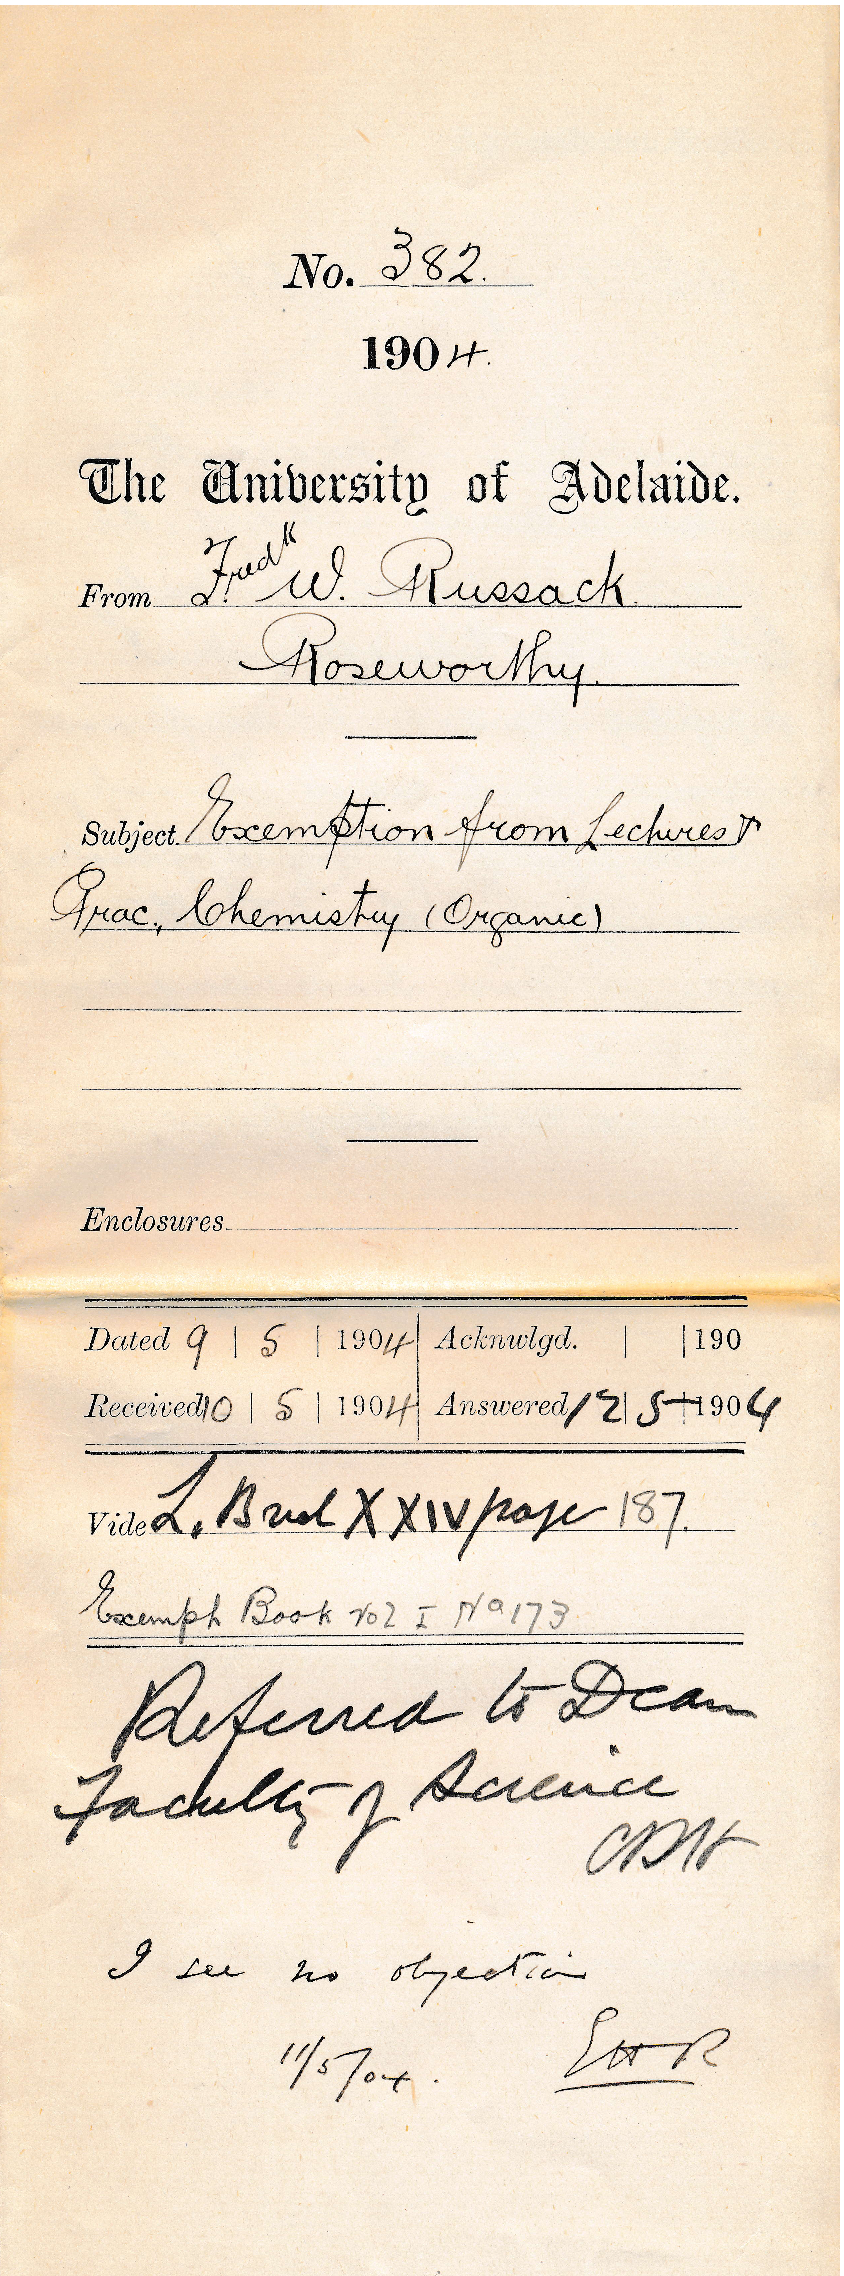 No. 382.
1904.
The University of Adelaide.
From Fredk W. Russack
Roseworthy.
Subject. Exemption from Lectures &
Prac. Chemistry (Organic)
Enclosures
Dated 9 | 5 | 1904 Acknwlgd. | | 190
Received 10 | 5 | 1904 Answered 12 | 5 | 1904
Vide L. XXIV page 187.
Exempt Book Vol I No 173
Referred to Dean
Faculty of Science
I see no objection
11/5/04. EHR